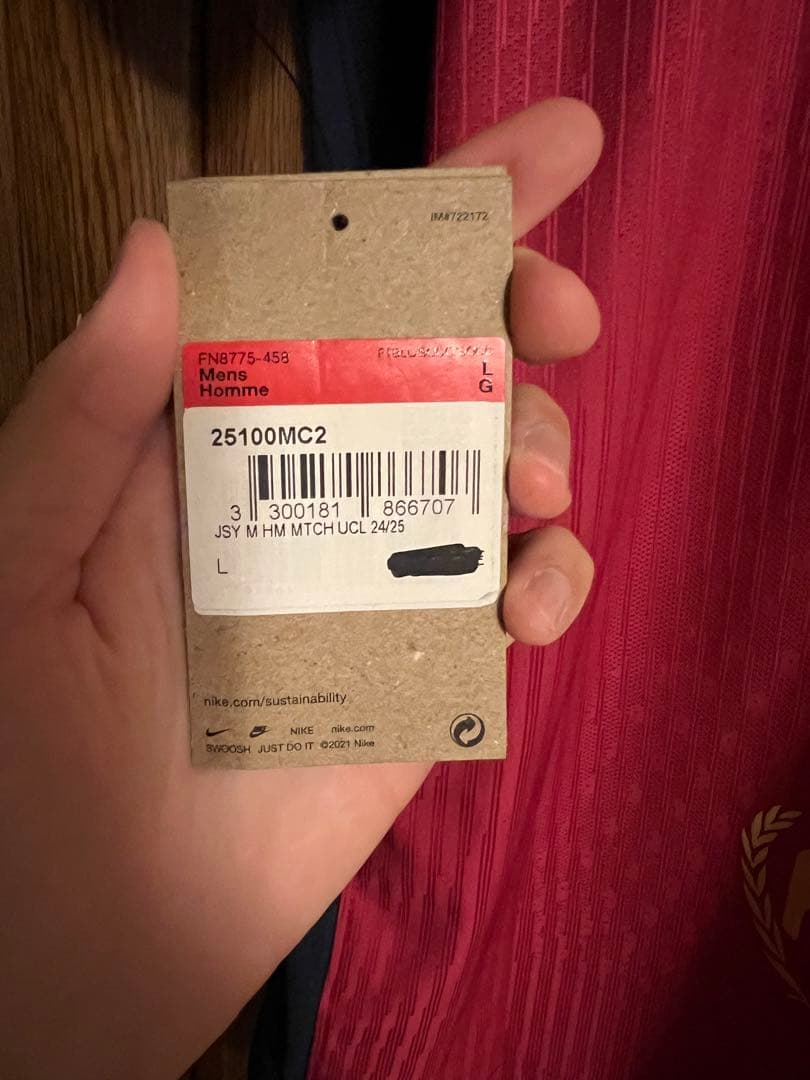 IM#722172
FN8775-458
Mens
Homme
L
G
25100MC2
3 300181 866707
JSY M HM MTCH UCL 24/25
L
nike.com/sustainability
NIKE nike.com
SWOOSH JUST DO IT ©2021 Nike